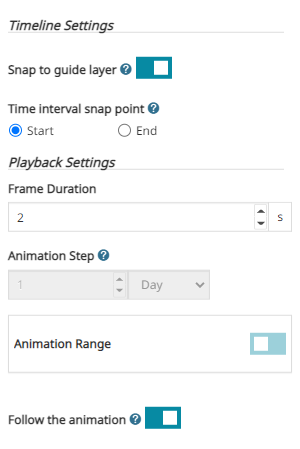 Timeline Settings
Snap to guide layer ?
Time interval snap point ?
Start End
Playback Settings
Frame Duration
2 s
Animation Step ?
1 Day
Animation Range
Follow the animation ?